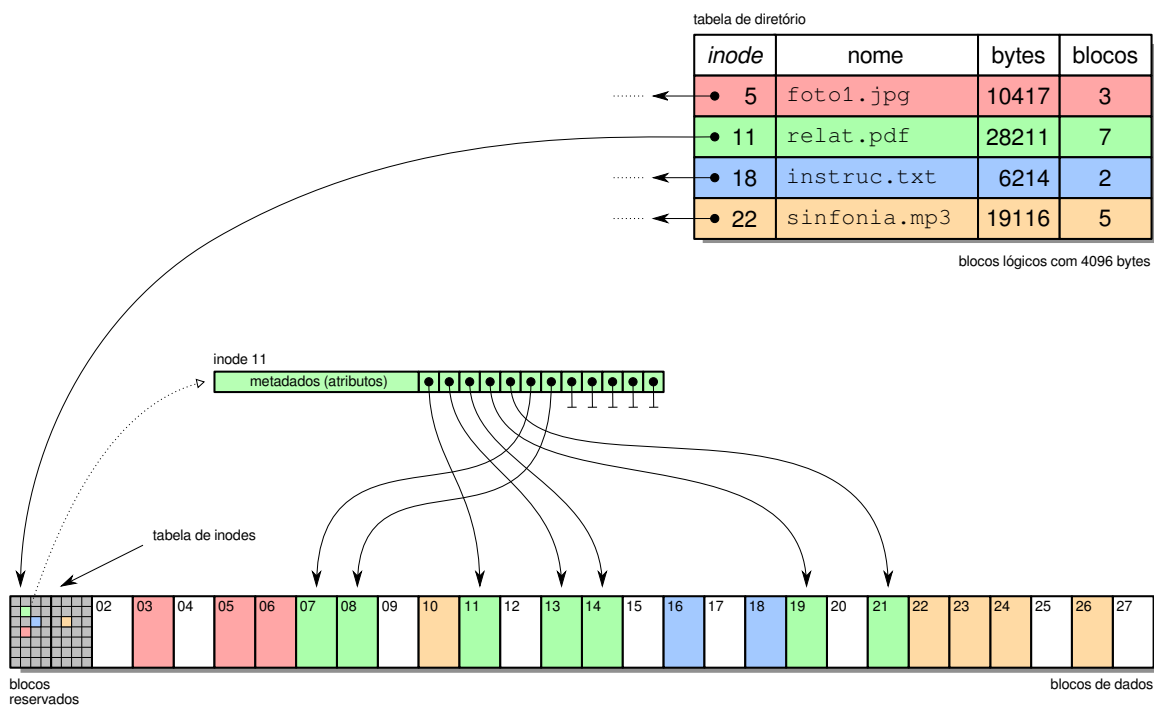 tabela de diretório
inode nome bytes blocos
5 foto1.jpg 10417 3
11 relat.pdf 28211 7
18 instruc.txt 6214 2
22 sinfonia.mp3 19116 5
blocos lógicos com 4096 bytes
inode 11
metadados (atributos)
tabela de inodes
02 03 04 05 06 07 08 09 10 11 12 13 14 15 16 17 18 19 20 21 22 23 24 25 26 27
blocos
reservados
blocos de dados